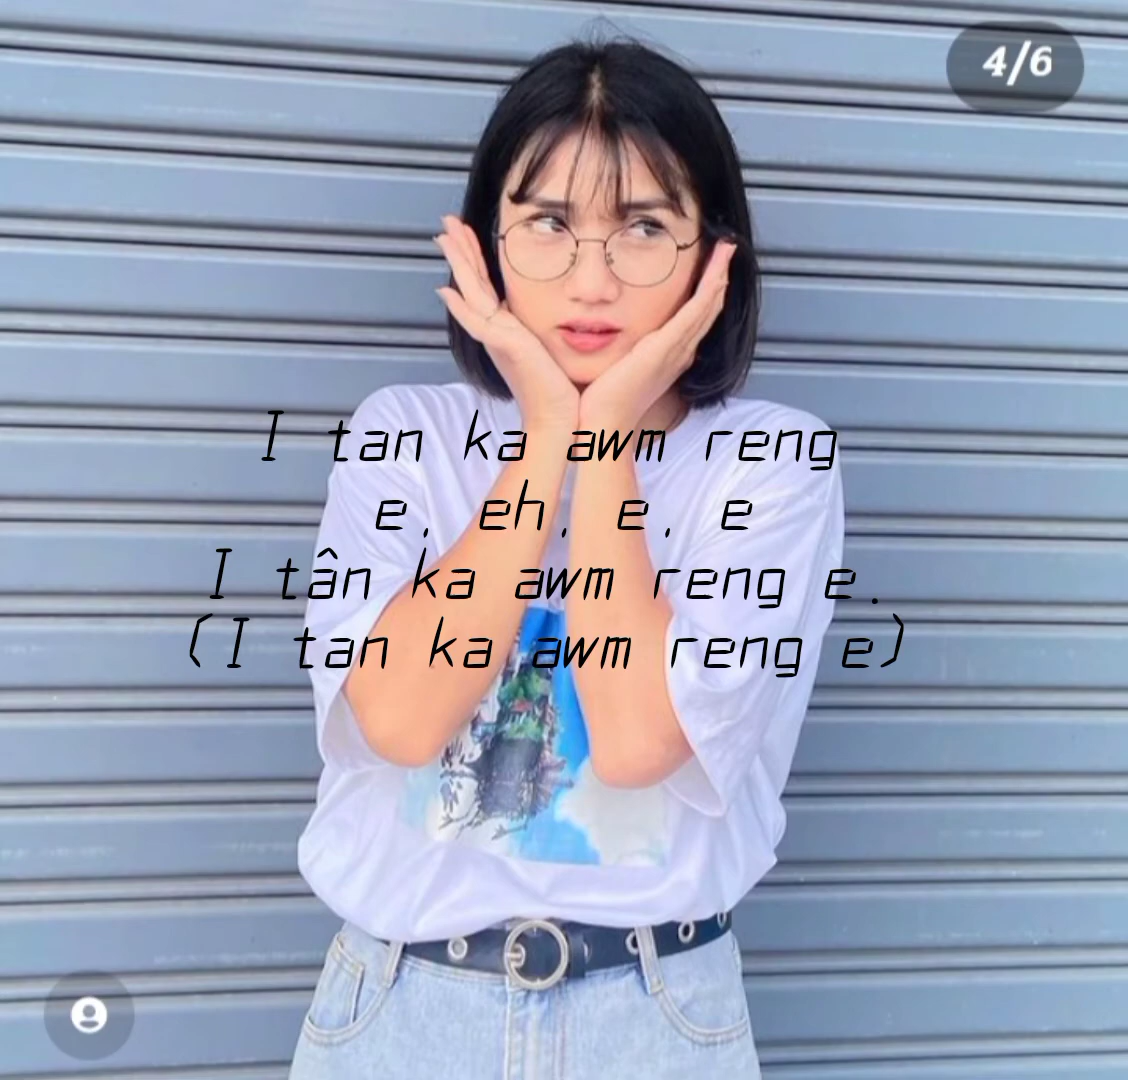 4/6
I tan ka awm reng
e, eh, e, e
I tân ka awm reng e.
(I tan ka awm reng e)